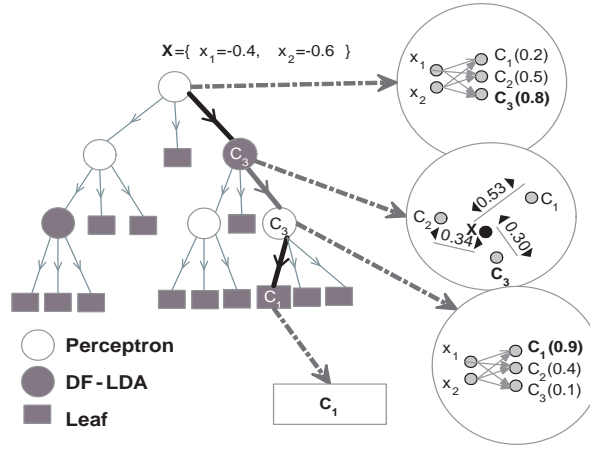 X={ x1=-0.4, x2=-0.6 }
x1
x2
C1(0.2)
C2(0.5)
C3(0.8)
C3
0.53
C1
C2
X
0.34
0.30
C3
C3
C1
x1
x2
C1(0.9)
C2(0.4)
C3(0.1)
Perceptron
DF-LDA
Leaf
C1